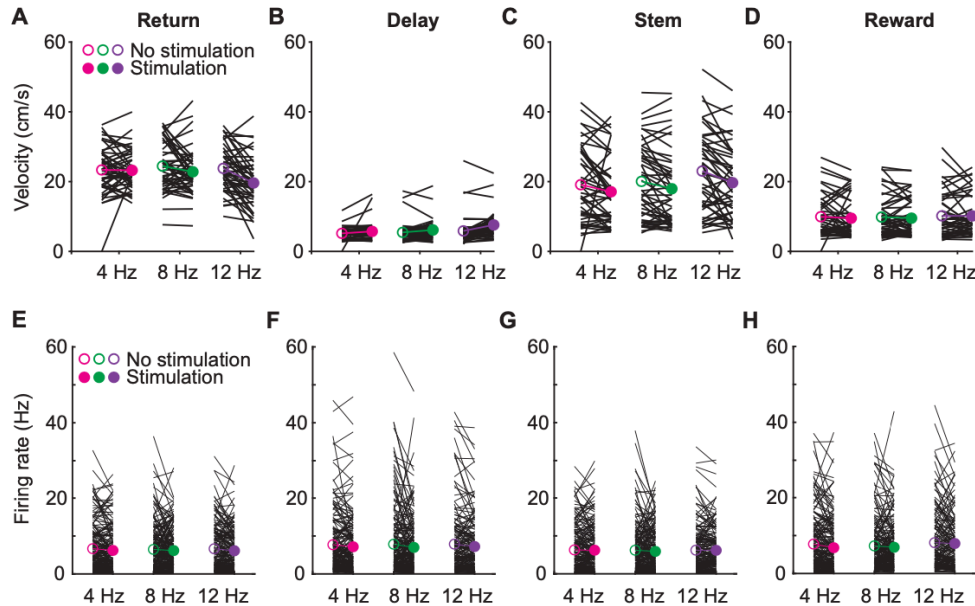 A Return B Delay C Stem D Reward
60 60 60 60
No stimulation
Stimulation
Velocity (cm/s)
40 40 40 40
20 20 20 20
0 0 0 0
4 Hz 8 Hz 12 Hz 4 Hz 8 Hz 12 Hz 4 Hz 8 Hz 12 Hz 4 Hz 8 Hz 12 Hz
E F G H
60 60 60 60
No stimulation
Stimulation
Firing rate (Hz)
40 40 40 40
20 20 20 20
0 0 0 0
4 Hz 8 Hz 12 Hz 4 Hz 8 Hz 12 Hz 4 Hz 8 Hz 12 Hz 4 Hz 8 Hz 12 Hz